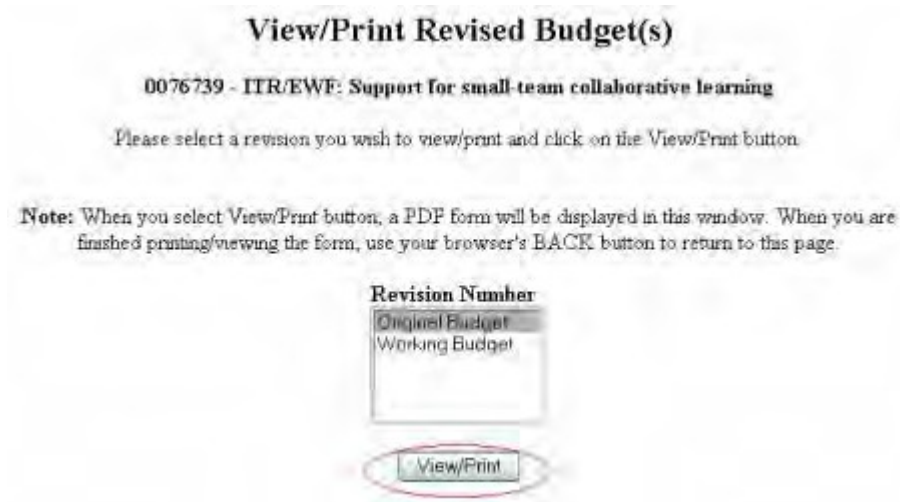 View/Print Revised Budget(s)
0076739 - ITR/EWF: Support for small-team collaborative learning
Please select a revision you wish to view/print and click on the View/Print button.
Note: When you select View/Print button, a PDF form will be displayed in this window. When you are
finished printing/viewing the form, use your browser's BACK button to return to this page.
Revision Number
Original Budget
Working Budget
View/Print